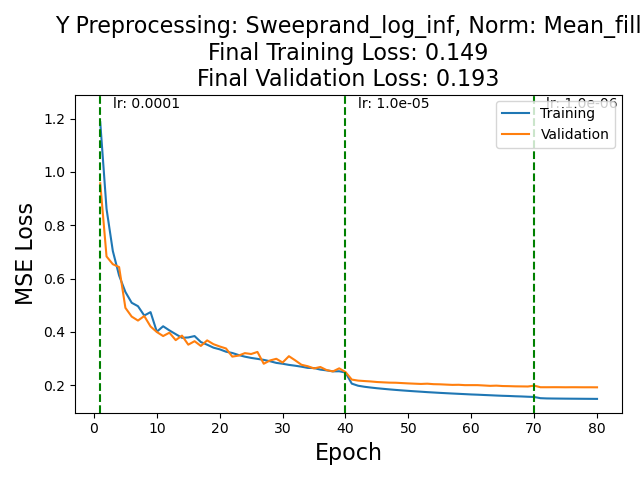 Y Preprocessing: Sweeprand_log_inf, Norm: Mean_fill
Final Training Loss: 0.149
Final Validation Loss: 0.193
lr: 0.0001
lr: 1.0e-05
lr: 1.0e-06
Training
Validation
1.2
1.0
0.8
0.6
0.4
0.2
MSE Loss
0 10 20 30 40 50 60 70 80
Epoch